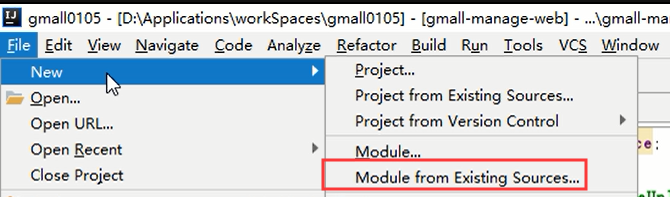 gmall0105 - [D:\Applications\workSpaces\gmall0105] - [gmall-manage-web] - ...\gmall-ma
File Edit View Navigate Code Analyze Refactor Build Run Tools VCS Window
New
Open...
Open URL...
Open Recent
Close Project
Project...
Project from Existing Sources...
Project from Version Control
Module...
Module from Existing Sources...